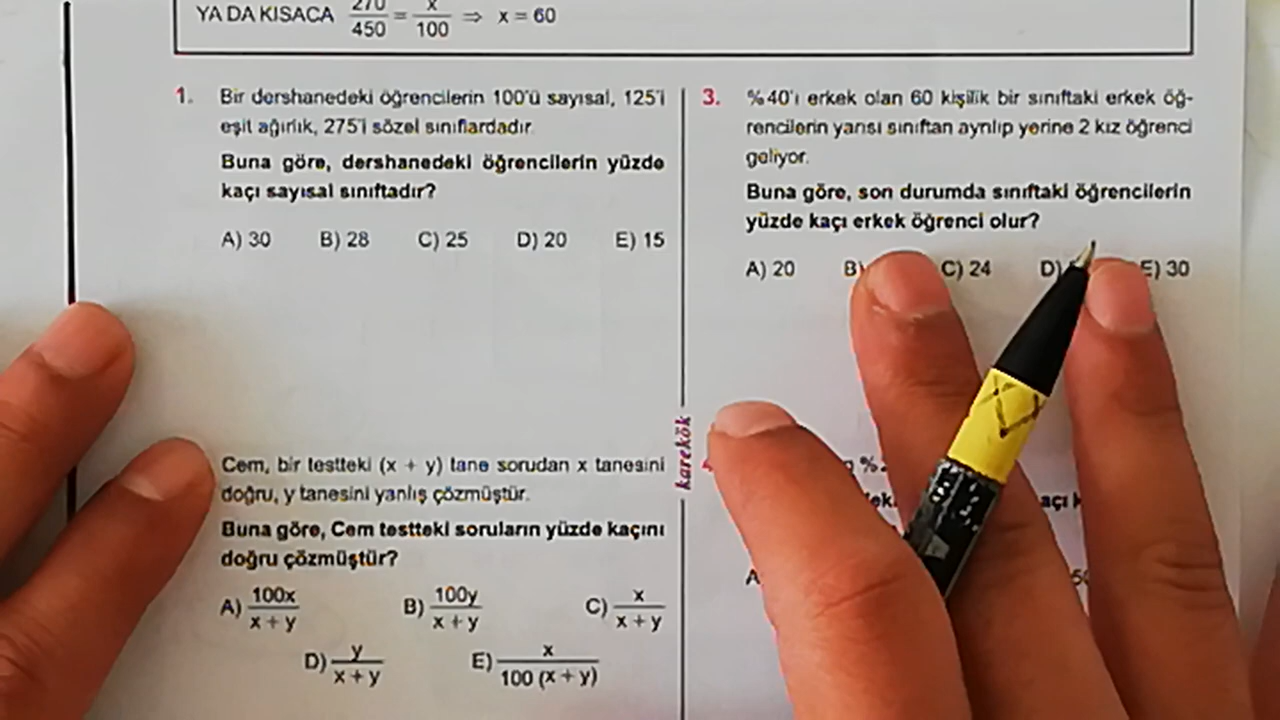 YA DA KISACA 270/450 = x/100 ⇒ x = 60
1. Bir dershanedeki öğrencilerin 100'ü sayısal, 125'i
eşit ağırlık, 275'i sözel sınıflardadır.
Buna göre, dershanedeki öğrencilerin yüzde
kaçı sayısal sınıftadır?
A) 30 B) 28 C) 25 D) 20 E) 15
Cem, bir testteki (x + y) tane sorudan x tanesini
doğru, y tanesini yanlış çözmüştür.
Buna göre, Cem testteki soruların yüzde kaçını
doğru çözmüştür?
A) 100x/x + y B) 100y/x + y C) x/x + y
D) y/x + y E) x/100 (x + y)
karekök
3. %40'ı erkek olan 60 kişilik bir sınıftaki erkek öğ-
rencilerin yarısı sınıftan ayrılıp yerine 2 kız öğrenci
geliyor.
Buna göre, son durumda sınıftaki öğrencilerin
yüzde kaçı erkek öğrenci olur?
A) 20 B) C) 24 D) E) 30